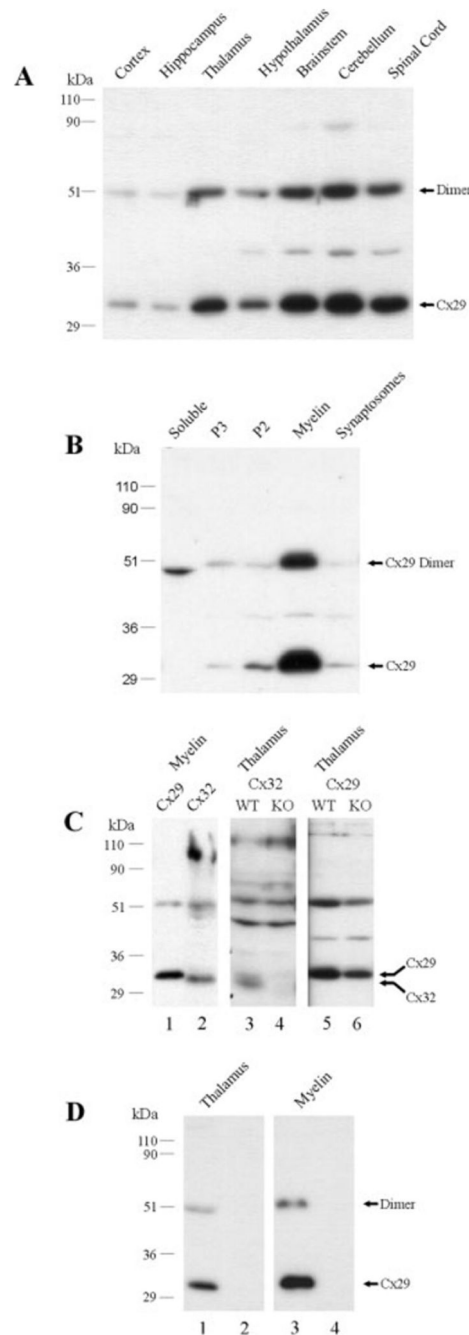 A
kDa
Cortex
Hippocampus
Thalamus
Hypothalamus
Brainstem
Cerebellum
Spinal Cord
110
90
51
Dimer
36
Cx29
29
B
kDa
Soluble
P3
P2
Myelin
Synaptosomes
110
90
51
Cx29 Dimer
36
Cx29
29
C
Myelin
Thalamus
Thalamus
Cx29
Cx32
Cx32
Cx29
kDa
WT KO
WT KO
110
90
51
36
Cx29
29
Cx32
1 2 3 4 5 6
D
Thalamus
Myelin
kDa
110
90
51
Dimer
36
Cx29
29
1 2 3 4